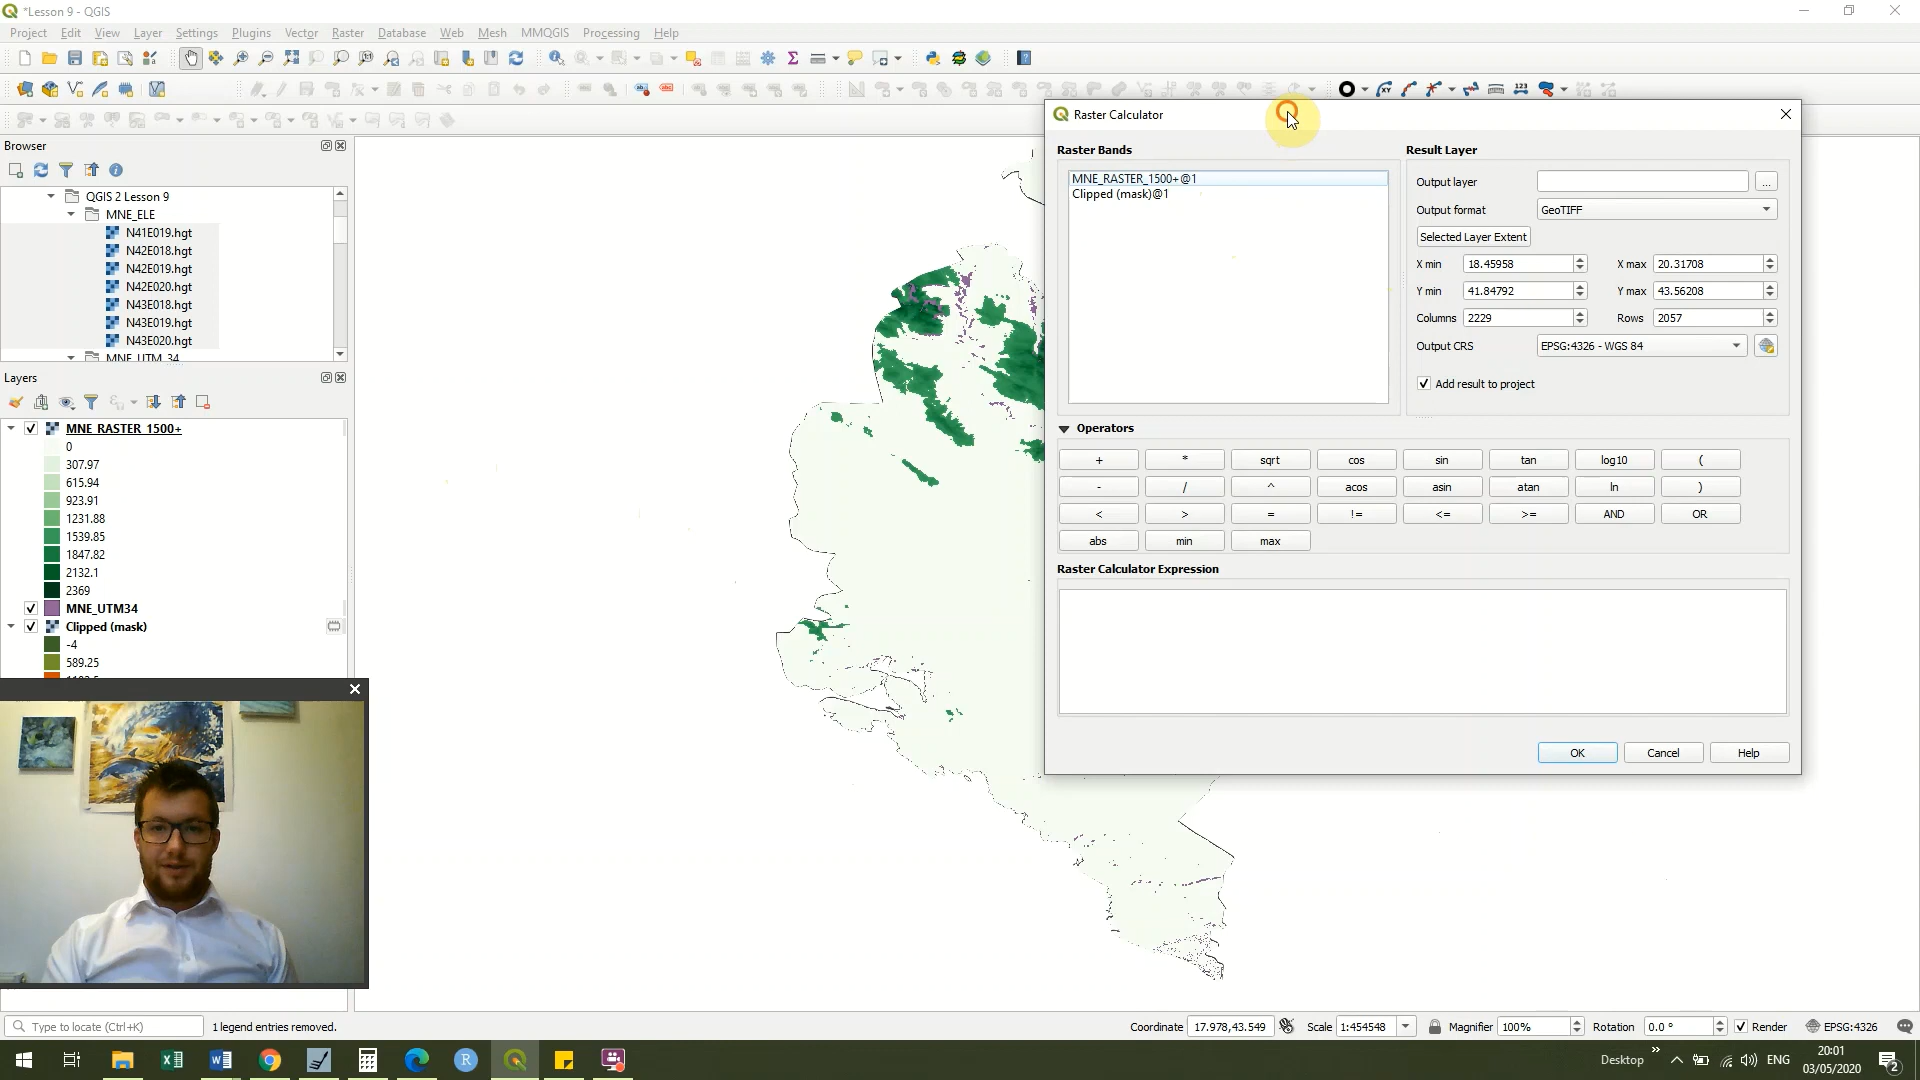 *Lesson 9 - QGIS
Project Edit View Layer Settings Plugins Vector Raster Database Web Mesh MMQGIS Processing Help
Browser
QGIS 2 Lesson 9
MNE_ELE
N41E019.hgt
N42E018.hgt
N42E019.hgt
N42E020.hgt
N43E018.hgt
N43E019.hgt
N43E020.hgt
MNE_UTM_34
Layers
MNE_RASTER_1500+
0
307.97
615.94
923.91
1231.88
1539.85
1847.82
2132.1
2369
MNE_UTM34
Clipped (mask)
-4
589.25
Raster Calculator
Raster Bands
MNE_RASTER_1500+@1
Clipped (mask)@1
Result Layer
Output layer ...
Output format GeoTIFF
Selected Layer Extent
X min 18.45958 X max 20.31708
Y min 41.84792 Y max 43.56208
Columns 2229 Rows 2057
Output CRS EPSG:4326 - WGS 84
Add result to project
Operators
+ * sqrt cos sin tan log10 (
- / ^ acos asin atan ln )
< > = != <= >= AND OR
abs min max
Raster Calculator Expression
OK Cancel Help
Type to locate (Ctrl+K) 1 legend entries removed. Coordinate 17.978,43.549 Scale 1:454548 Magnifier 100% Rotation 0.0 ° Render EPSG:4326
Desktop ENG
20:01
03/05/2020
2